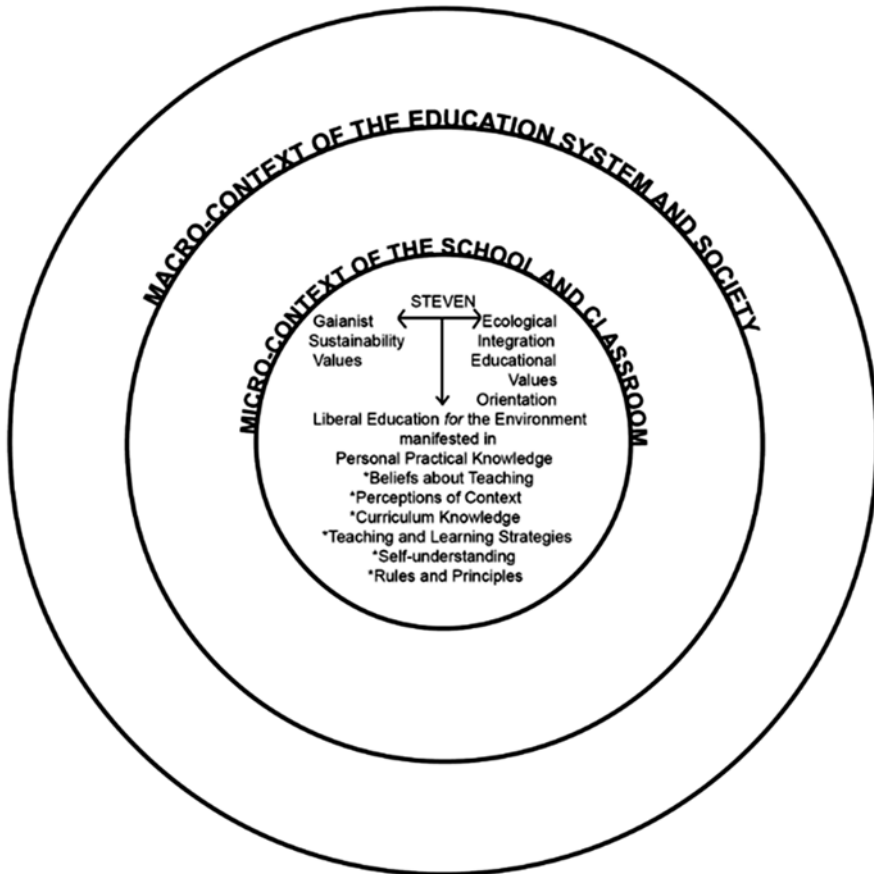 MACRO-CONTEXT OF THE EDUCATION SYSTEM AND SOCIETY
MICRO-CONTEXT OF THE SCHOOL AND CLASSROOM
STEVEN
Gaianist
Sustainability
Values
Ecological
Integration
Educational
Values
Orientation
Liberal Education for the Environment
manifested in
Personal Practical Knowledge
*Beliefs about Teaching
*Perceptions of Context
*Curriculum Knowledge
*Teaching and Learning Strategies
*Self-understanding
*Rules and Principles